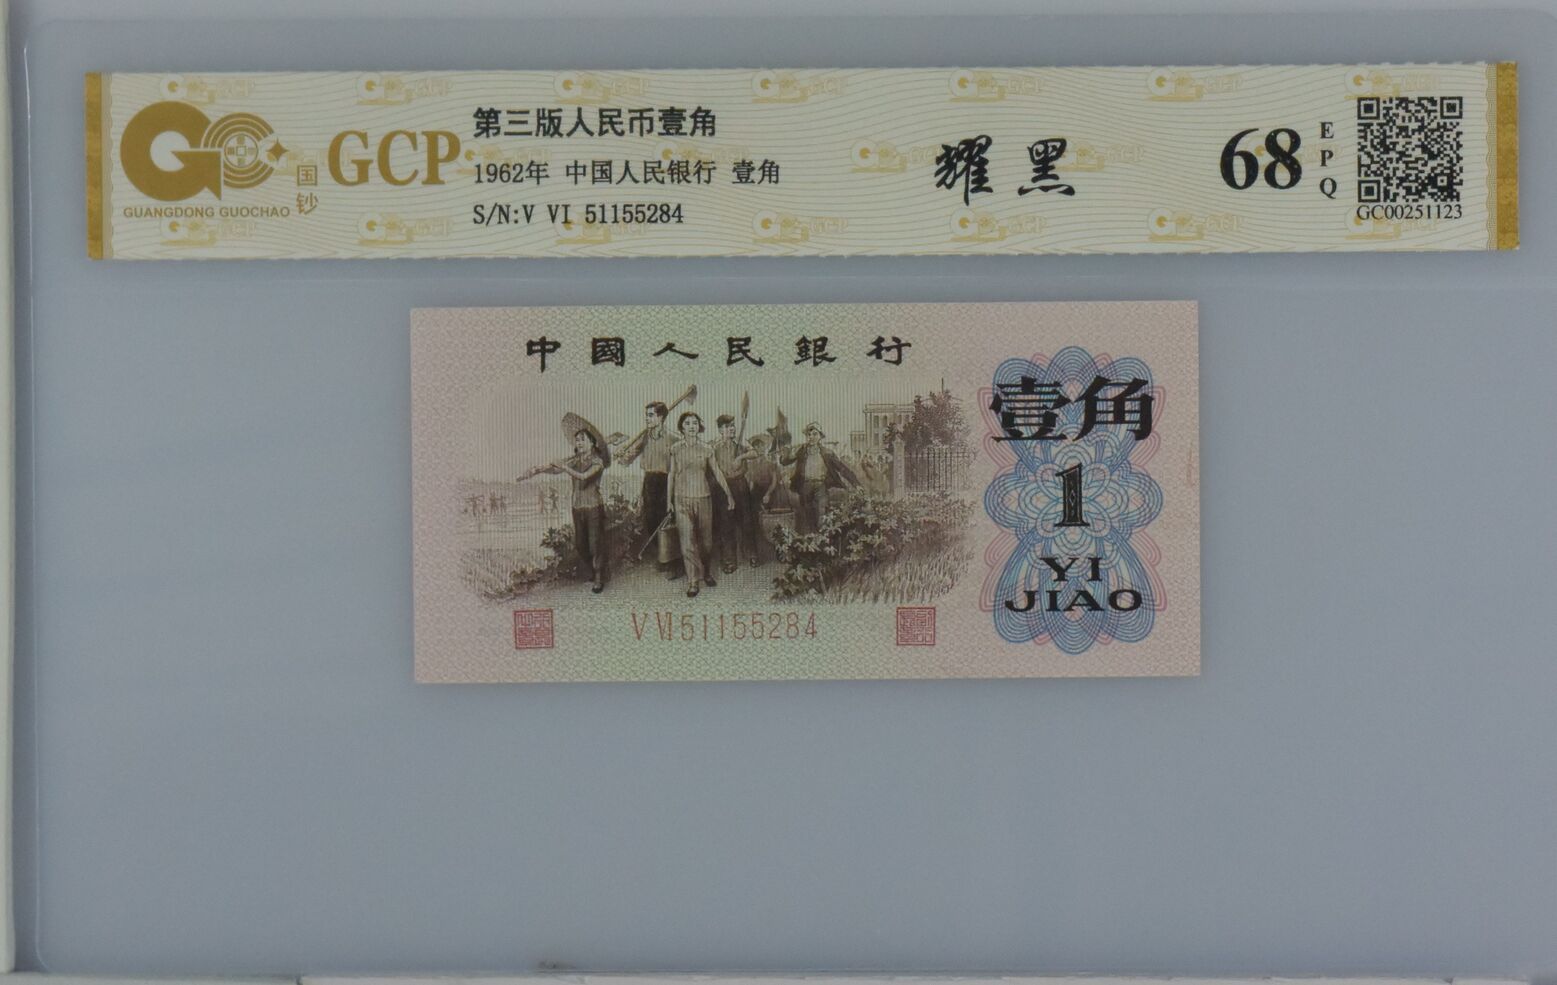 第三版人民币壹角
GCP
国钞
1962年 中国人民银行 壹角
GUANGDONG GUOCHAO
S/N:V VI 51155284
耀黑
68
EPQ
GC00251123
中國人民銀行
壹角
1
YI
JIAO
V VI 51155284